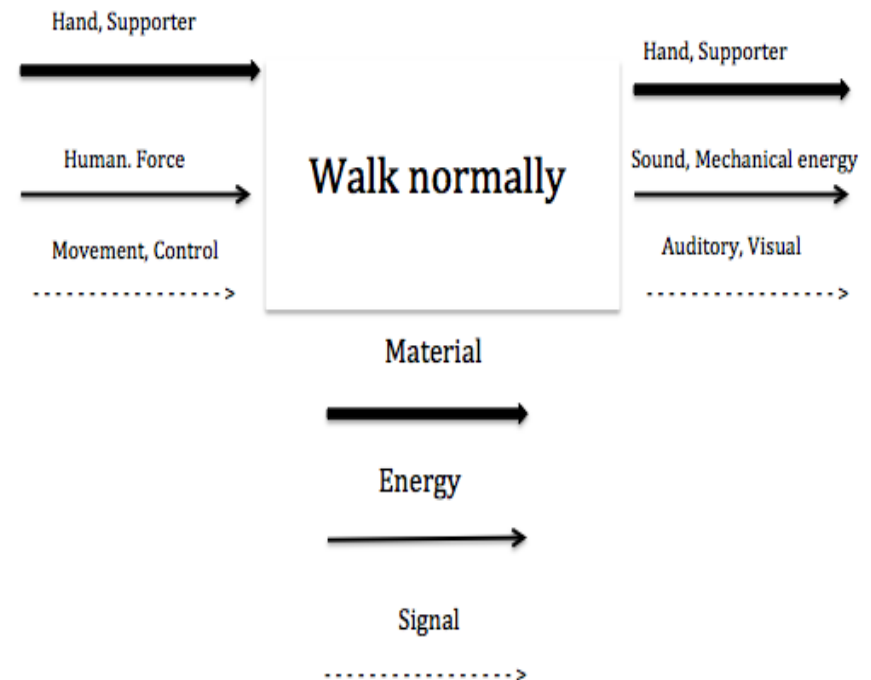 Hand, Supporter
Hand, Supporter
Human. Force
Walk normally
Sound, Mechanical energy
Movement, Control
Auditory, Visual
Material
Energy
Signal